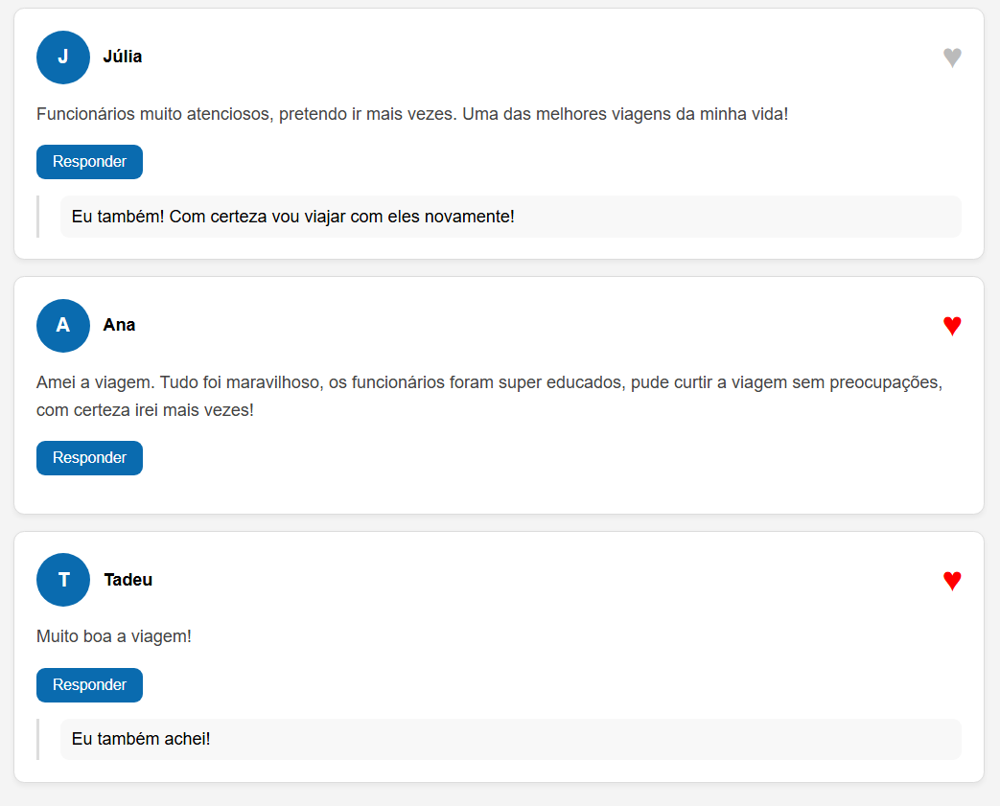 J
Júlia
♥
Funcionários muito atenciosos, pretendo ir mais vezes. Uma das melhores viagens da minha vida!
Responder
Eu também! Com certeza vou viajar com eles novamente!
A
Ana
♥
Amei a viagem. Tudo foi maravilhoso, os funcionários foram super educados, pude curtir a viagem sem preocupações,
com certeza irei mais vezes!
Responder
T
Tadeu
♥
Muito boa a viagem!
Responder
Eu também achei!